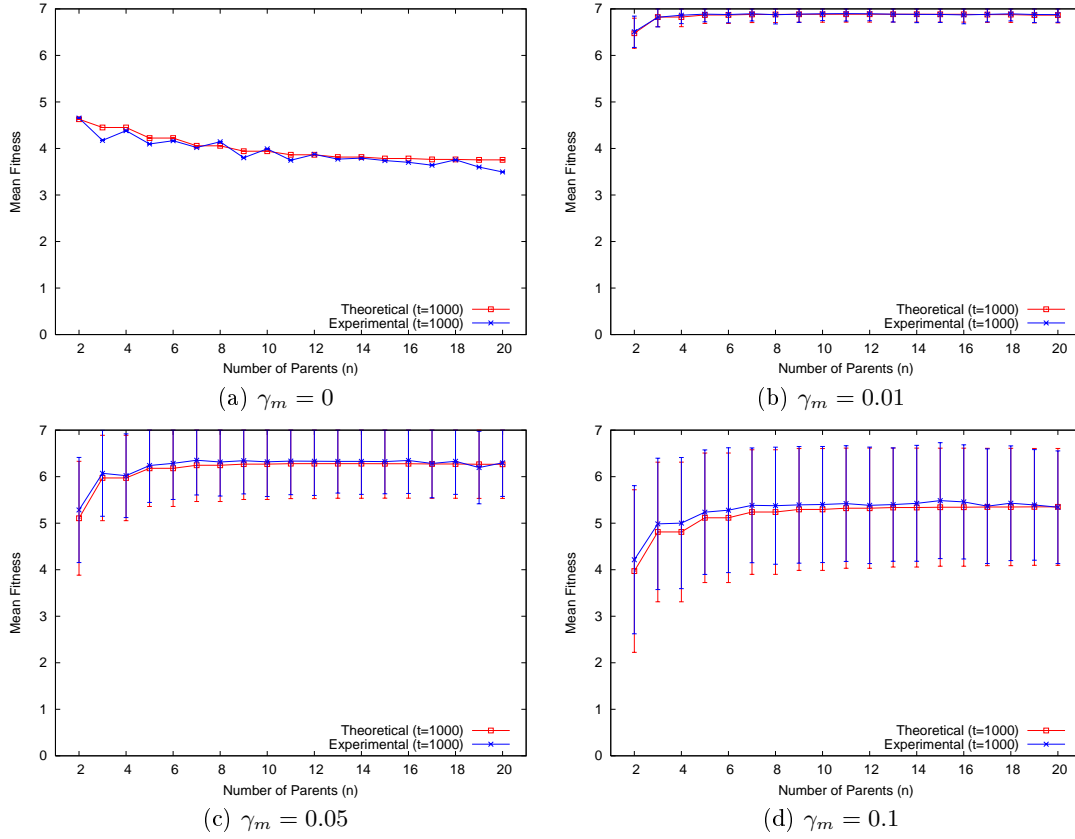 7
6
5
4
3
2
1
0
Mean Fitness
Theoretical (t=1000)
Experimental (t=1000)
2 4 6 8 10 12 14 16 18 20
Number of Parents (n)
(a) γm = 0
7
6
5
4
3
2
1
0
Mean Fitness
Theoretical (t=1000)
Experimental (t=1000)
2 4 6 8 10 12 14 16 18 20
Number of Parents (n)
(b) γm = 0.01
7
6
5
4
3
2
1
0
Mean Fitness
Theoretical (t=1000)
Experimental (t=1000)
2 4 6 8 10 12 14 16 18 20
Number of Parents (n)
(c) γm = 0.05
7
6
5
4
3
2
1
0
Mean Fitness
Theoretical (t=1000)
Experimental (t=1000)
2 4 6 8 10 12 14 16 18 20
Number of Parents (n)
(d) γm = 0.1